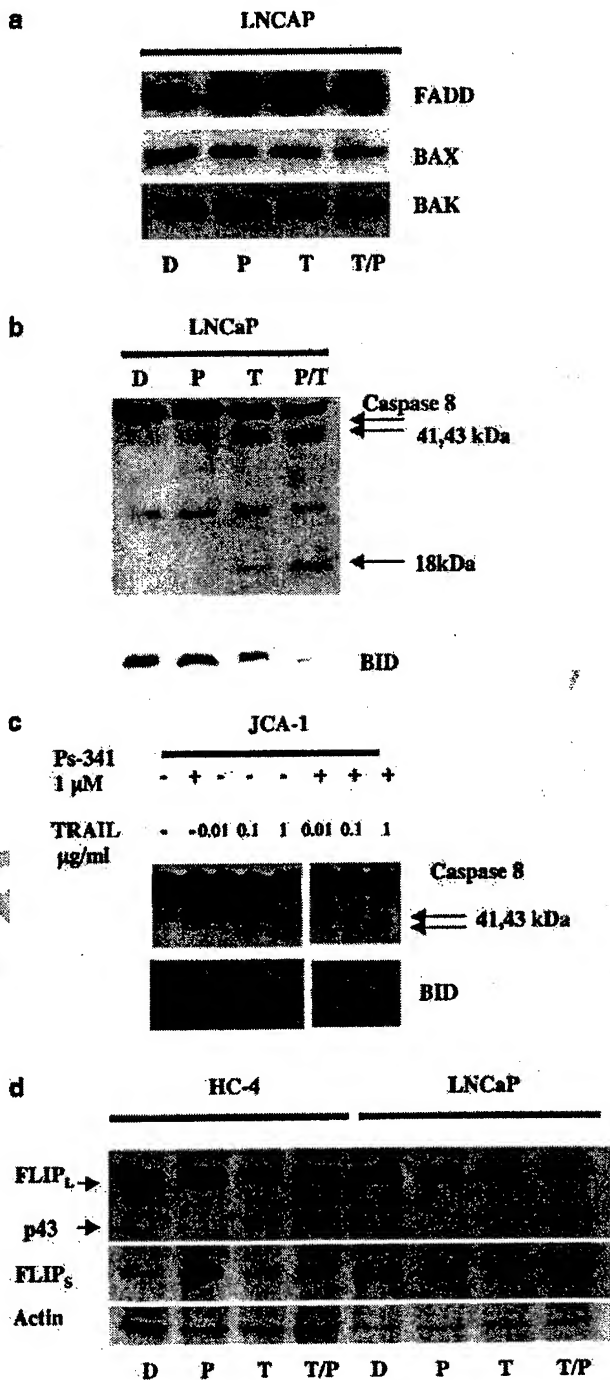 a
LNCAP
FADD
BAX
BAK
D P T T/P
b
LNCaP
D P T P/T
Caspase 8
41,43 kDa
18kDa
BID
c
JCA-1
Ps-341
1 µM
- + - - - + + +
TRAIL
µg/ml
- - 0.01 0.1 1 0.01 0.1 1
Caspase 8
41,43 kDa
BID
d
HC-4 LNCaP
FLIPL
p43
FLIPS
Actin
D P T T/P D P T T/P